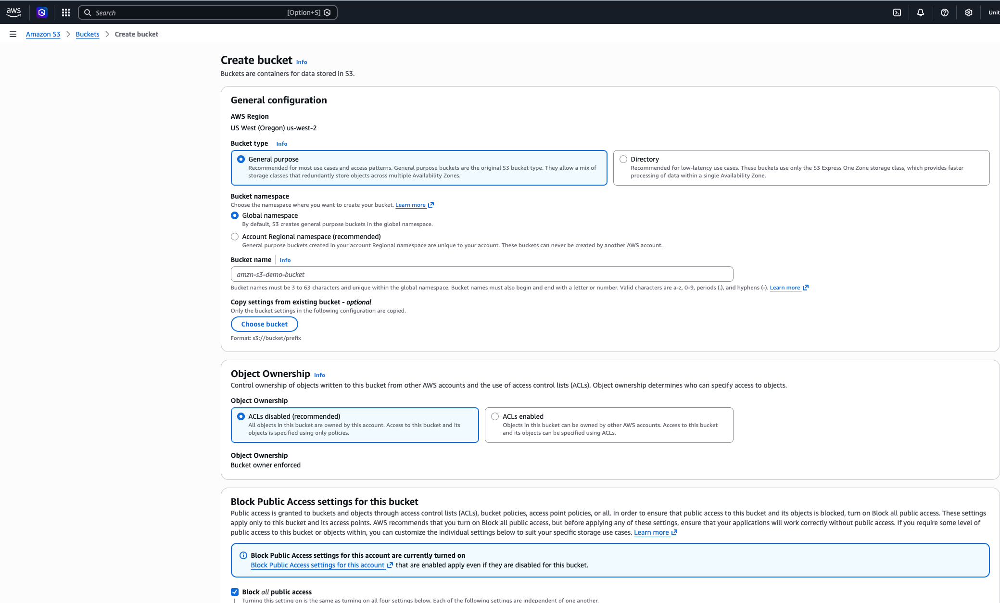 aws
Search [Option+S]
Unit
Amazon S3 > Buckets > Create bucket
Create bucket Info
Buckets are containers for data stored in S3.
General configuration
AWS Region
US West (Oregon) us-west-2
Bucket type Info
General purpose
Recommended for most use cases and access patterns. General purpose buckets are the original S3 bucket type. They allow a mix of
storage classes that redundantly store objects across multiple Availability Zones.
Directory
Recommended for low-latency use cases. These buckets use only the S3 Express One Zone storage class, which provides faster
processing of data within a single Availability Zone.
Bucket namespace
Choose the namespace where you want to create your bucket. Learn more
Global namespace
By default, S3 creates general purpose buckets in the global namespace.
Account Regional namespace (recommended)
General purpose buckets created in your account Regional namespace are unique to your account. These buckets can never be created by another AWS account.
Bucket name Info
amzn-s3-demo-bucket
Bucket names must be 3 to 63 characters and unique within the global namespace. Bucket names must also begin and end with a letter or number. Valid characters are a-z, 0-9, periods (.), and hyphens (-). Learn more
Copy settings from existing bucket - optional
Only the bucket settings in the following configuration are copied.
Choose bucket
Format: s3://bucket/prefix
Object Ownership Info
Control ownership of objects written to this bucket from other AWS accounts and the use of access control lists (ACLs). Object ownership determines who can specify access to objects.
Object Ownership
ACLs disabled (recommended)
All objects in this bucket are owned by this account. Access to this bucket and its
objects is specified using only policies.
ACLs enabled
Objects in this bucket can be owned by other AWS accounts. Access to this bucket
and its objects can be specified using ACLs.
Object Ownership
Bucket owner enforced
Block Public Access settings for this bucket
Public access is granted to buckets and objects through access control lists (ACLs), bucket policies, access point policies, or all. In order to ensure that public access to this bucket and its objects is blocked, turn on Block all public access. These settings
apply only to this bucket and its access points. AWS recommends that you turn on Block all public access, but before applying any of these settings, ensure that your applications will work correctly without public access. If you require some level of
public access to this bucket or objects within, you can customize the individual settings below to suit your specific storage use cases. Learn more
Block Public Access settings for this account are currently turned on
Block Public Access settings for this account that are enabled apply even if they are disabled for this bucket.
Block all public access
Turning this setting on is the same as turning on all four settings below. Each of the following settings are independent of one another.